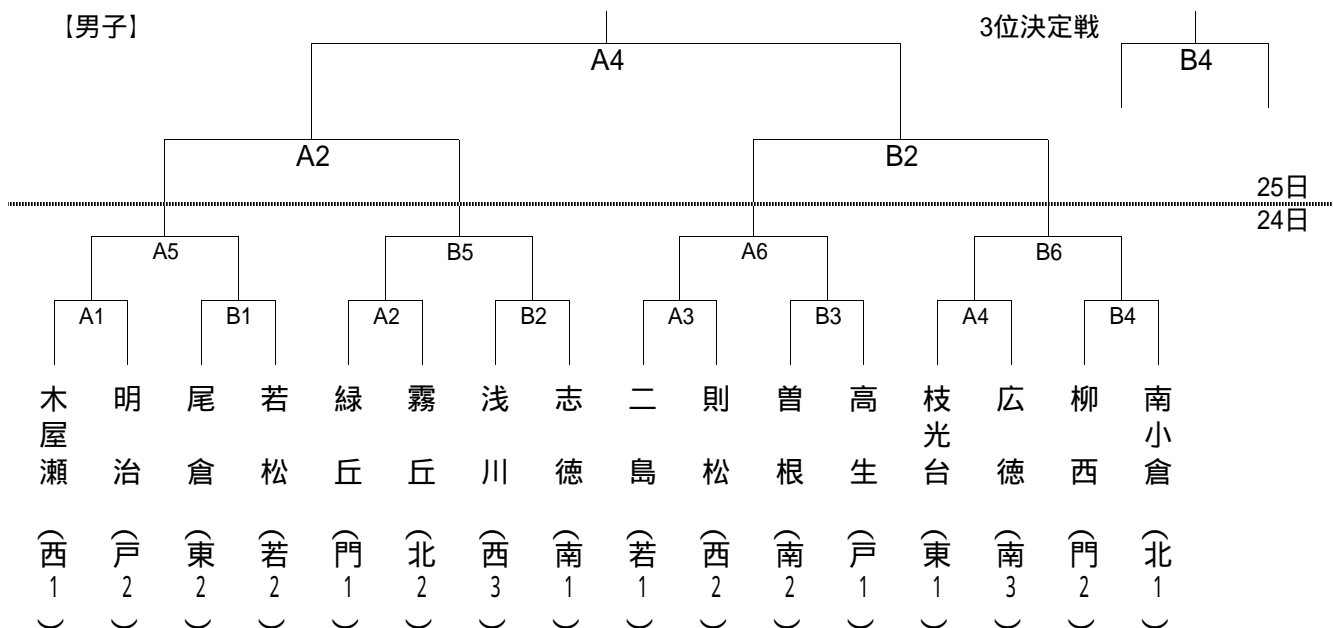 【男子】
3位決定戦
A4
B4
A2
B2
25日
24日
A5
B5
A6
B6
A1
B1
A2
B2
A3
B3
A4
B4
木屋瀬（西1）
明治（戸2）
尾倉（東2）
若松（若2）
緑丘（門1）
霧丘（北2）
浅川（西3）
志徳（南1）
二島（若1）
則松（西2）
曽根（南2）
高生（戸1）
枝光台（東1）
広徳（南3）
柳西（門2）
南小倉（北1）